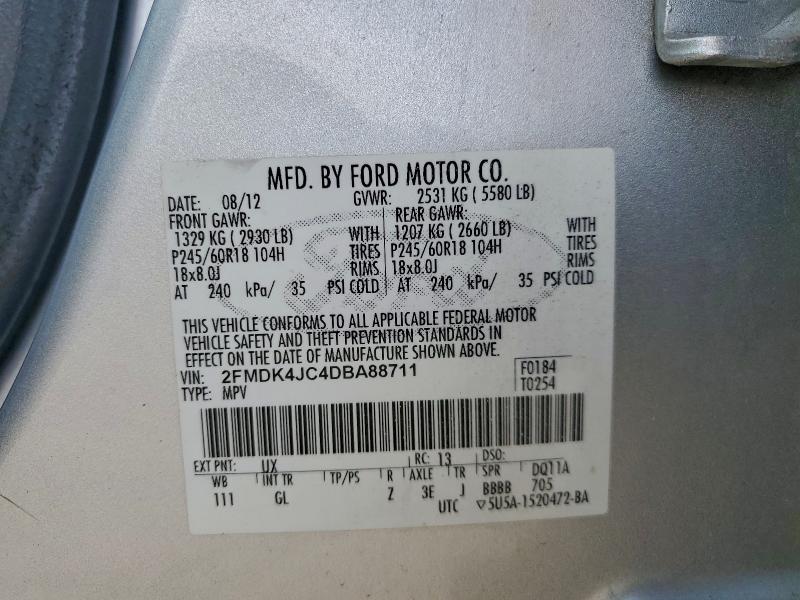 MFD. BY FORD MOTOR CO.
DATE: 08/12 GVWR: 2531 KG ( 5580 LB)
FRONT GAWR: REAR GAWR:
1329 KG ( 2930 LB) WITH 1207 KG ( 2660 LB) WITH
P245/60R18 104H TIRES P245/60R18 104H TIRES
18x8.0J RIMS 18x8.0J RIMS
AT 240 kPa/ 35 PSI COLD AT 240 kPa/ 35 PSI COLD
THIS VEHICLE CONFORMS TO ALL APPLICABLE FEDERAL MOTOR
VEHICLE SAFETY AND THEFT PREVENTION STANDARDS IN
EFFECT ON THE DATE OF MANUFACTURE SHOWN ABOVE.
VIN: 2FMDK4JC4DBA88711 F0184
TYPE: MPV T0254
EXT PNT: UX RC: 13 DSO:
WB INT TR TP/PS R AXLE TR SPR DQ11A
111 GL Z 3E J BBBB 705
UTC ▽5U5A-1520472-BA